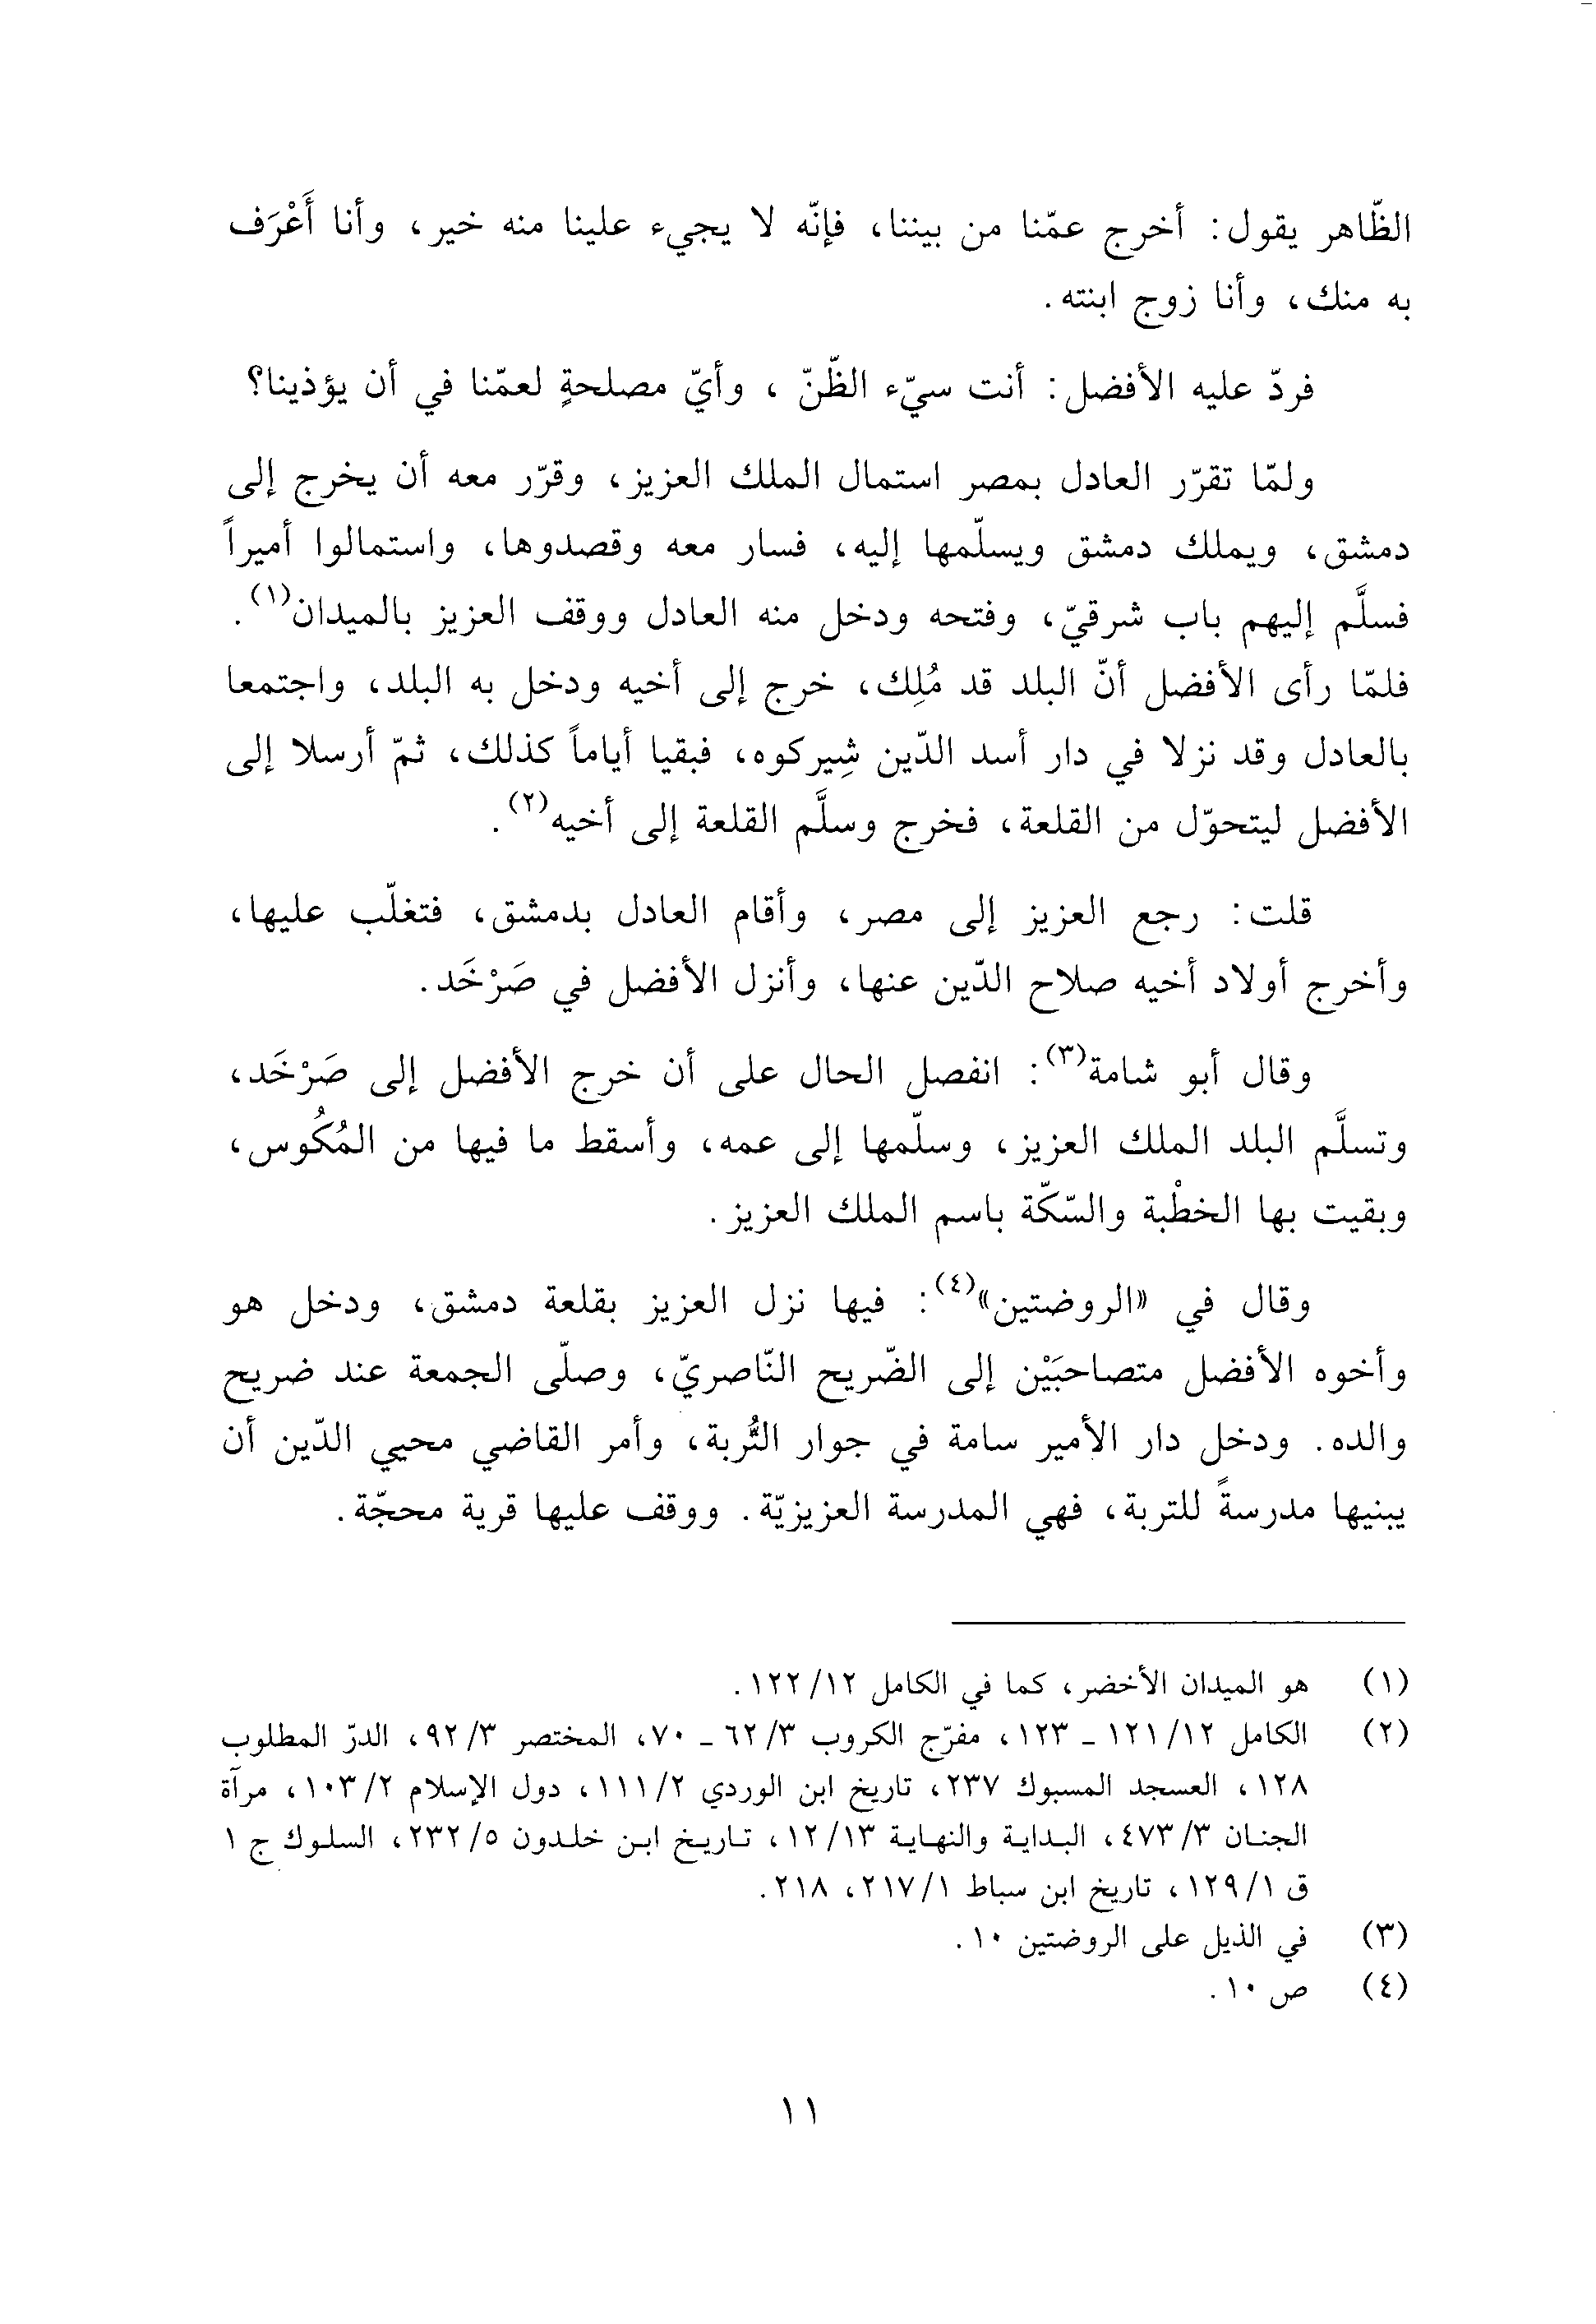 الظّاهر يقول: أخرج عمّنا من بيننا، فإنّه لا يجيء علينا منه خير، وأنا أَعْرَف
به منك، وأنا زوج ابنته.
فردّ عليه الأفضل: أنت سيّء الظّنّ ، وأيّ مصلحةٍ لعمّنا في أن يؤذينا؟
ولمّا تقرّر العادل بمصر استمال الملك العزيز، وقرّر معه أن يخرج إلى
دمشق، ويملك دمشق ويسلّمها إليه، فسار معه وقصدوها، واستمالوا أميراً
فسلَّم إليهم باب شرقيّ، وفتحه ودخل منه العادل ووقف العزيز بالميدان(١).
فلمّا رأى الأفضل أنّ البلد قد مُلِك، خرج إلى أخيه ودخل به البلد، واجتمعا
بالعادل وقد نزلا في دار أسد الدّين شِيركوه، فبقيا أياماً كذلك، ثمّ أرسلا إلى
الأفضل ليتحوّل من القلعة، فخرج وسلَّم القلعة إلى أخيه(٢).
قلت: رجع العزيز إلى مصر، وأقام العادل بدمشق، فتغلّب عليها،
وأخرج أولاد أخيه صلاح الدّين عنها، وأنزل الأفضل في صَرْخَد.
وقال أبو شامة(٣): انفصل الحال على أن خرج الأفضل إلى صَرْخَد،
وتسلَّم البلد الملك العزيز، وسلّمها إلى عمه، وأسقط ما فيها من المُكُوس،
وبقيت بها الخطْبة والسّكّة باسم الملك العزيز.
وقال في «الروضتين»(٤): فيها نزل العزيز بقلعة دمشق، ودخل هو
وأخوه الأفضل متصاحبَيْن إلى الضّريح النّاصريّ، وصلّى الجمعة عند ضريح
والده. ودخل دار الأمير سامة في جوار التُّربة، وأمر القاضي محيي الدّين أن
يبنيها مدرسةً للتربة، فهي المدرسة العزيزيّة. ووقف عليها قرية محجّة.
(١) هو الميدان الأخضر، كما في الكامل ١٢/ ١٢٢.
(٢) الكامل ١٢/ ١٢١ - ١٢٣، مفرّج الكروب ٣/ ٦٢ - ٧٠، المختصر ٣/ ٩٢، الدرّ المطلوب
١٢٨، العسجد المسبوك ٢٣٧، تاريخ ابن الوردي ٢/ ١١١، دول الإسلام ٢/ ١٠٣، مرآة
الجنان ٣/ ٤٧٣، البداية والنهاية ١٣/ ١٢، تاريخ ابن خلدون ٥/ ٢٣٢، السلوك ج ١
ق ١/ ١٢٩، تاريخ ابن سباط ١/ ٢١٧، ٢١٨.
(٣) في الذيل على الروضتين ١٠.
(٤) ص ١٠.
١١